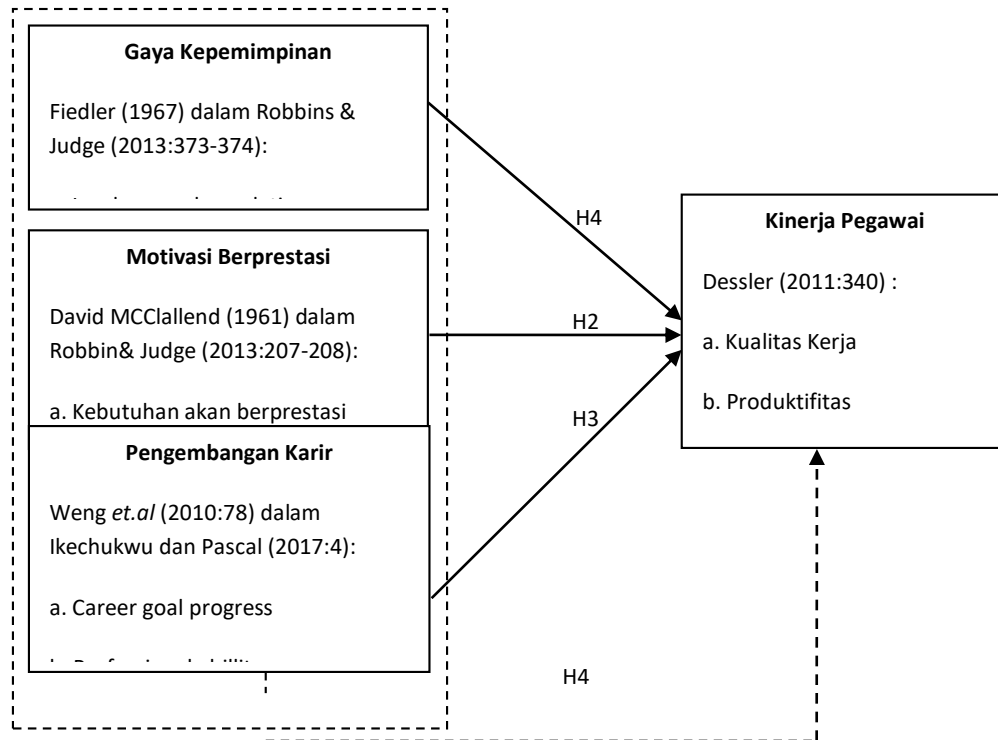 Gaya Kepemimpinan
Fiedler (1967) dalam Robbins &
Judge (2013:373-374):
H4
Motivasi Berprestasi
David MCClallend (1961) dalam
Robbin& Judge (2013:207-208):
a. Kebutuhan akan berprestasi
H2
Pengembangan Karir
Weng et.al (2010:78) dalam
Ikechukwu dan Pascal (2017:4):
a. Career goal progress
H3
Kinerja Pegawai
Dessler (2011:340) :
a. Kualitas Kerja
b. Produktifitas
H4